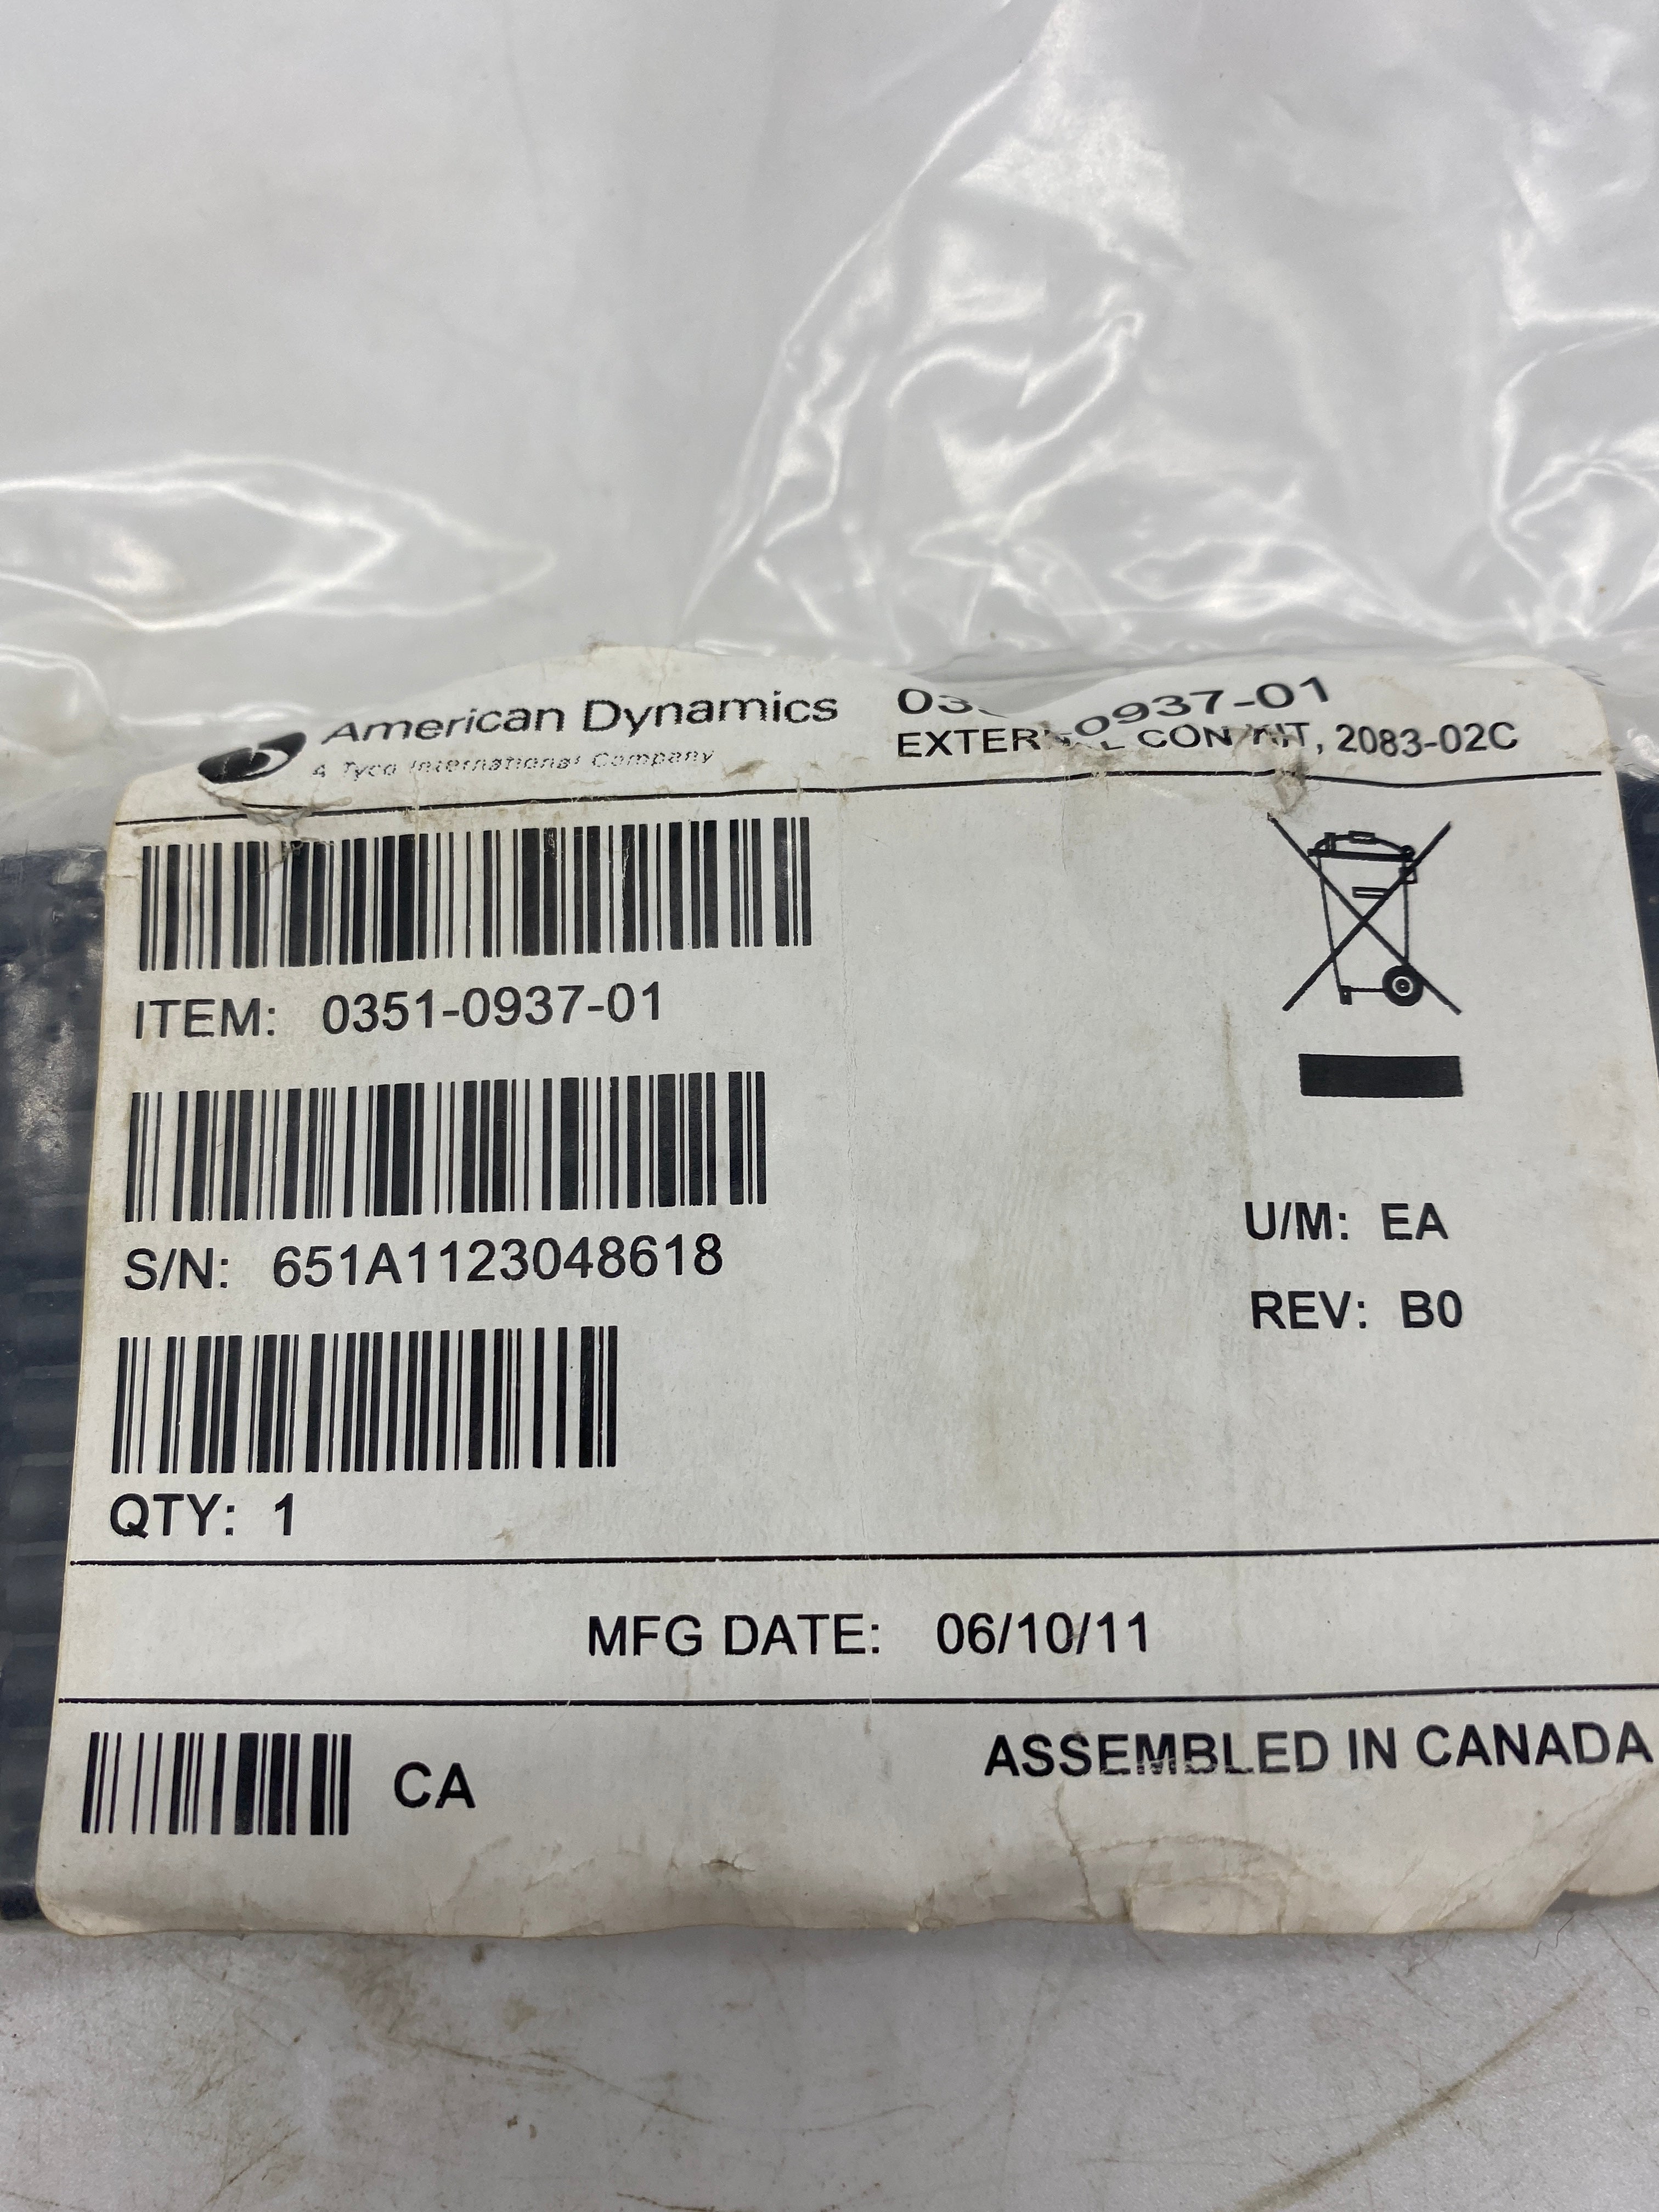 American Dynamics
A Tyco International Company
0937-01
CON KIT, 2083-02C
ITEM: 0351-0937-01
S/N: 651A1123048618
U/M: EA
REV: B0
QTY: 1
MFG DATE: 06/10/11
CA
ASSEMBLED IN CANADA